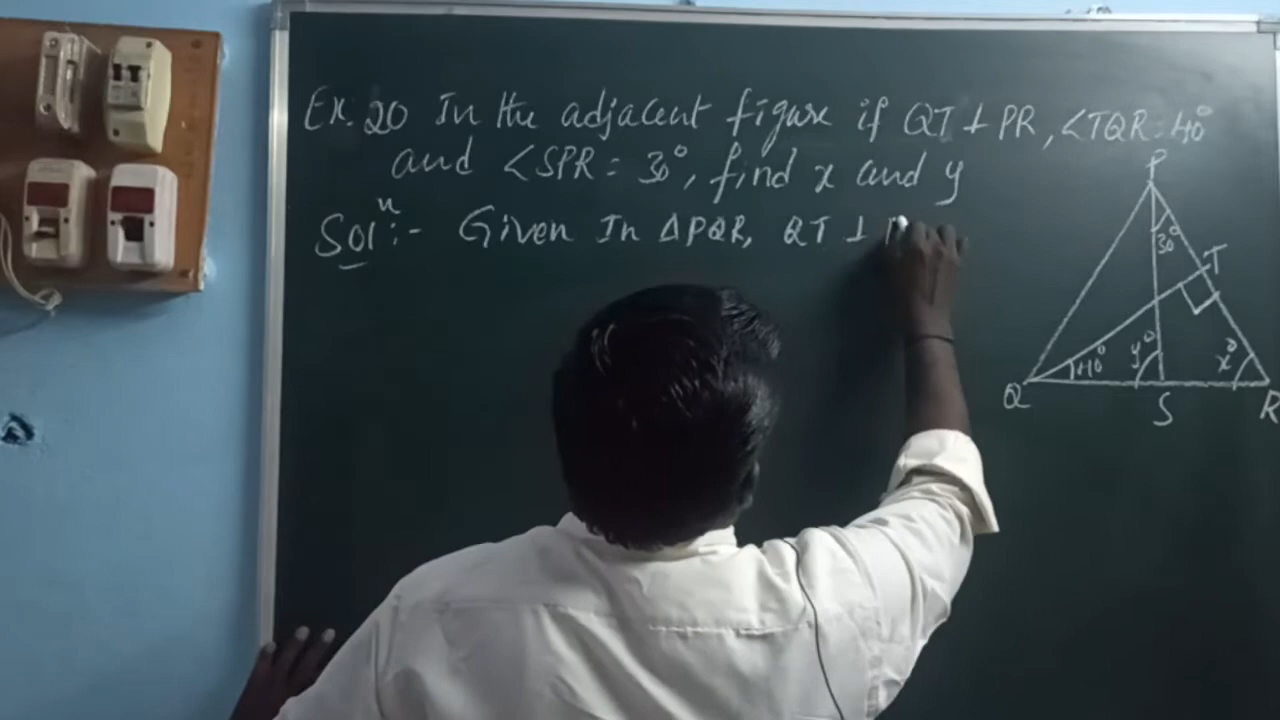 Ex. 20 In the adjacent figure if QT ⊥ PR, ∠TQR = 40°
and ∠SPR = 30°, find x and y
Solⁿ :- Given In ΔPQR, QT ⊥
P
30°
T
40°
y°
x°
Q
S
R